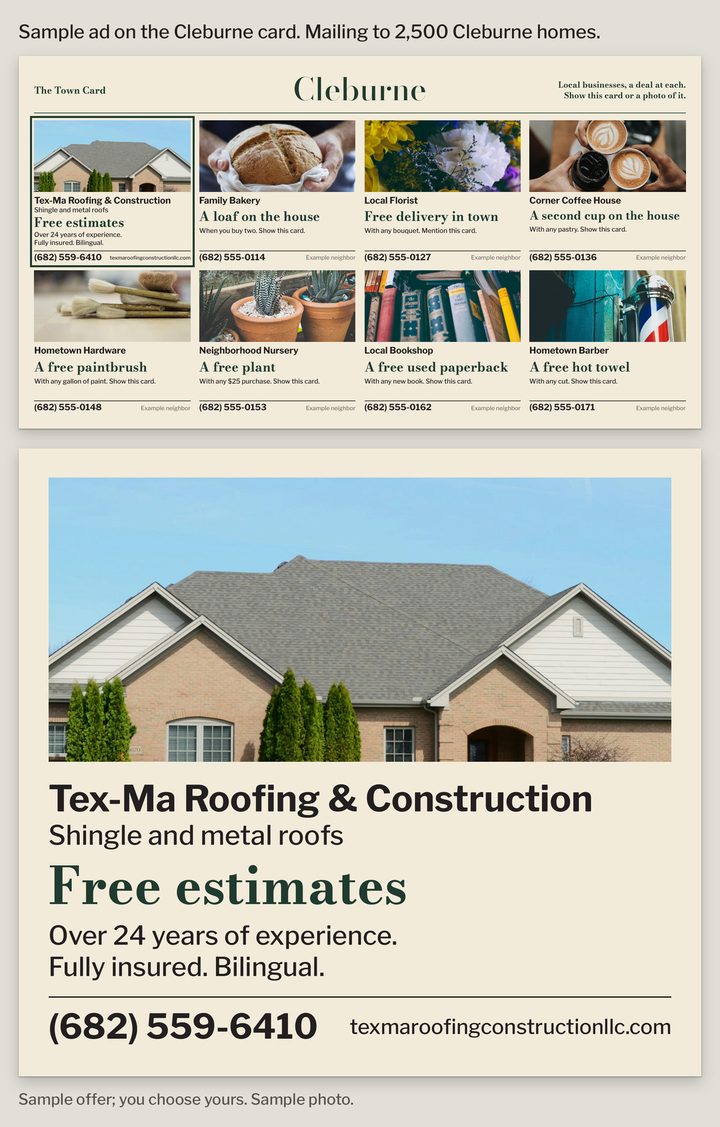 Sample ad on the Cleburne card. Mailing to 2,500 Cleburne homes.
The Town Card
Cleburne
Local businesses, a deal at each.
Show this card or a photo of it.
Tex-Ma Roofing & Construction
Shingle and metal roofs
Free estimates
Over 24 years of experience.
Fully insured. Bilingual.
(682) 559-6410 texmaroofingconstructionllc.com
Family Bakery
A loaf on the house
When you buy two. Show this card.
(682) 555-0114 Example neighbor
Local Florist
Free delivery in town
With any bouquet. Mention this card.
(682) 555-0127 Example neighbor
Corner Coffee House
A second cup on the house
With any pastry. Show this card.
(682) 555-0136 Example neighbor
Hometown Hardware
A free paintbrush
With any gallon of paint. Show this card.
(682) 555-0148 Example neighbor
Neighborhood Nursery
A free plant
With any $25 purchase. Show this card.
(682) 555-0153 Example neighbor
Local Bookshop
A free used paperback
With any new book. Show this card.
(682) 555-0162 Example neighbor
Hometown Barber
A free hot towel
With any cut. Show this card.
(682) 555-0171 Example neighbor
Tex-Ma Roofing & Construction
Shingle and metal roofs
Free estimates
Over 24 years of experience.
Fully insured. Bilingual.
(682) 559-6410 texmaroofingconstructionllc.com
Sample offer; you choose yours. Sample photo.